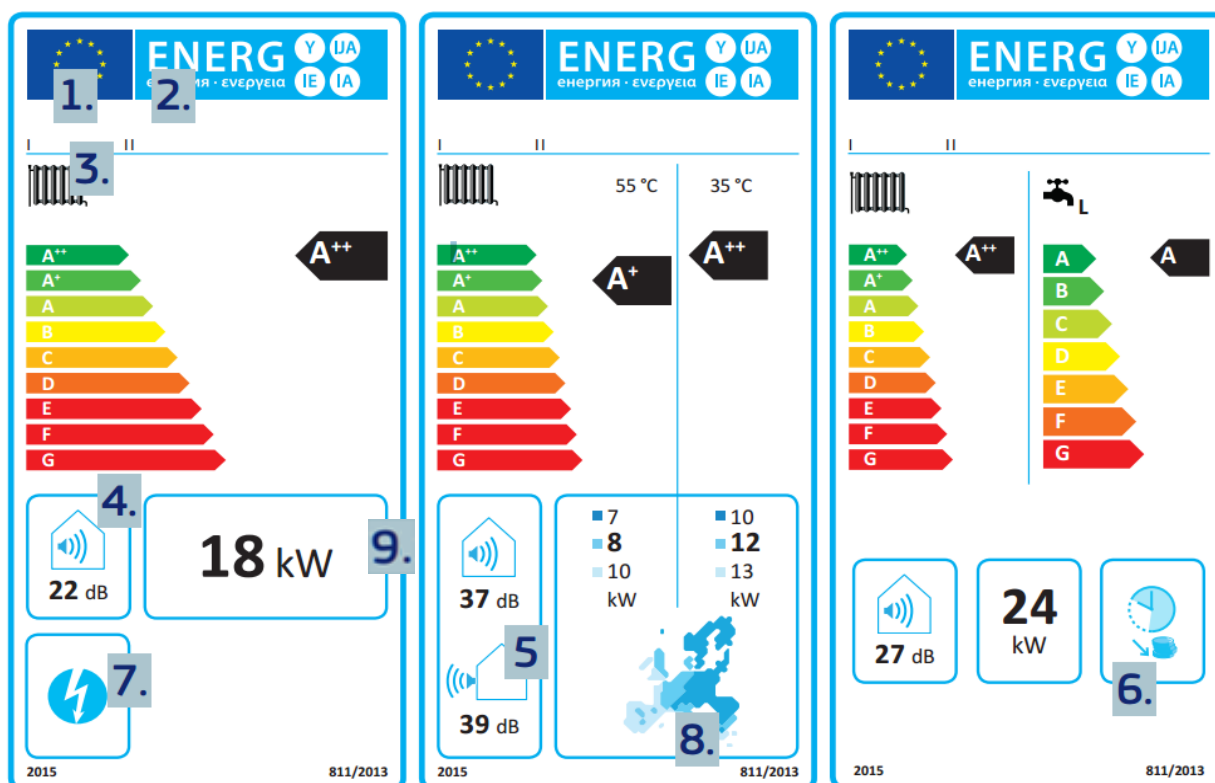 ENERG Y IJA
енергия · ενεργεια IE IA
1. 2.
I II
3.
A++ A++
A+
A
B
C
D
E
F
G
4.
22 dB
18 kW
9.
7.
2015 811/2013
ENERG Y IJA
енергия · ενεργεια IE IA
I II
55 °C 35 °C
A++ A++
A+ A+
A
B
C
D
E
F
G
7 10
8 12
10 13
kW kW
37 dB
5
39 dB
8.
2015 811/2013
ENERG Y IJA
енергия · ενεργεια IE IA
I II
L
A++ A++
A+
A
B
C
D
E
F
G
A A
B
C
D
E
F
G
27 dB
24
kW
6.
2015 811/2013